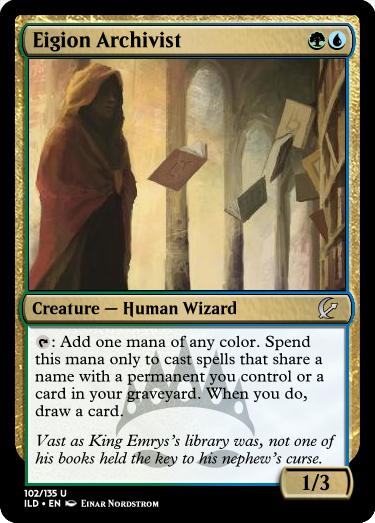 Eigion Archivist
Creature — Human Wizard
: Add one mana of any color. Spend
this mana only to cast spells that share a
name with a permanent you control or a
card in your graveyard. When you do,
draw a card.
Vast as King Emrys's library was, not one of
his books held the key to his nephew's curse.
1/3
102/135 U
ILD • EN Einar Nordstrom